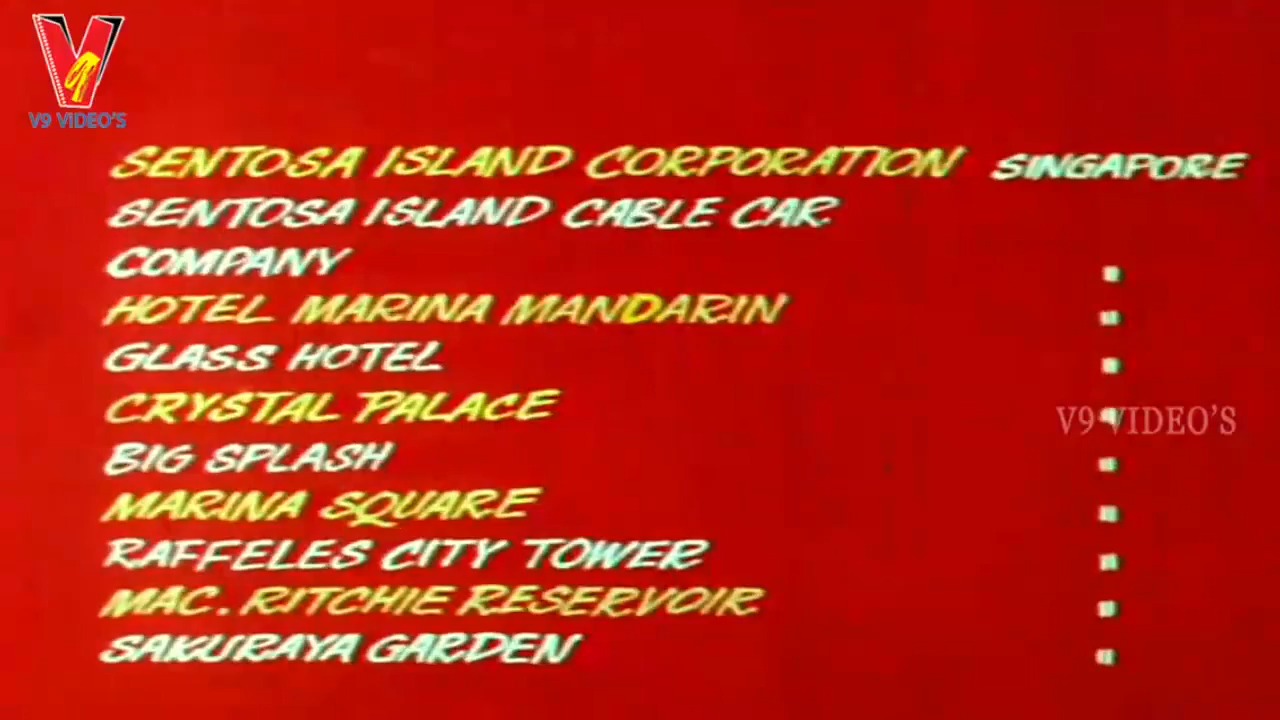 V9 VIDEO'S
SENTOSA ISLAND CORPORATION SINGAPORE
SENTOSA ISLAND CABLE CAR
COMPANY "
HOTEL MARINA MANDARIN "
GLASS HOTEL "
CRYSTAL PALACE "
V9 VIDEO'S
BIG SPLASH "
MARINA SQUARE "
RAFFELES CITY TOWER "
MAC. RITCHIE RESERVOIR "
SAKURAYA GARDEN "